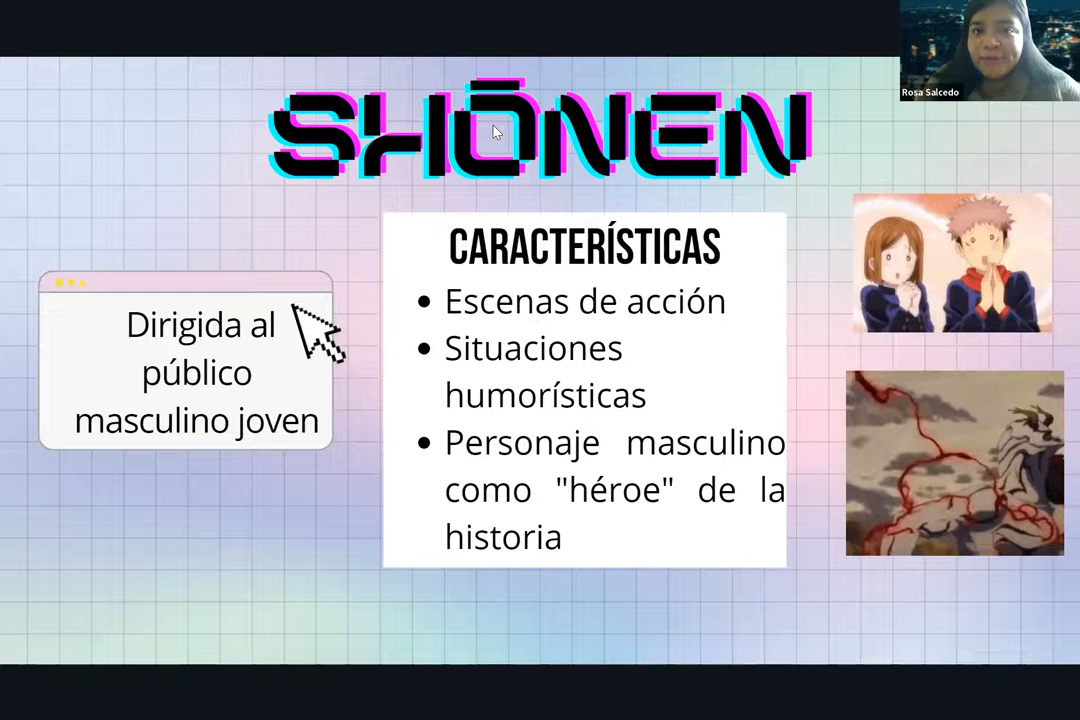 Rosa Salcedo
SHŌNEN
CARACTERÍSTICAS
Dirigida al
público
masculino joven
Escenas de acción
Situaciones
humorísticas
Personaje masculino
como "héroe" de la
historia